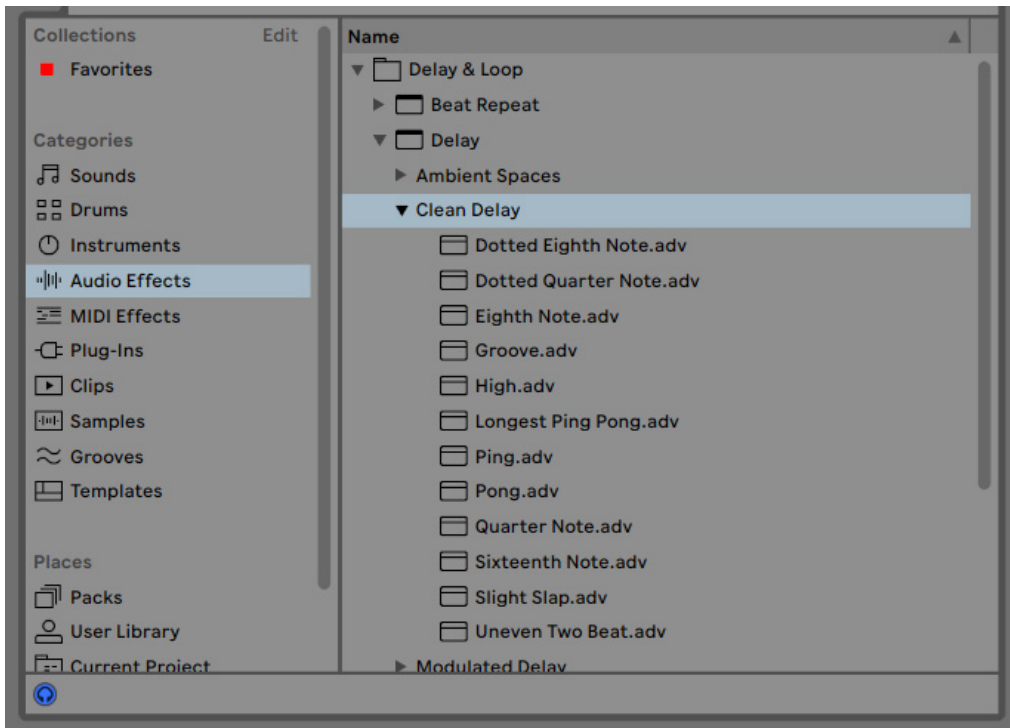 Collections Edit
Favorites
Categories
Sounds
Drums
Instruments
Audio Effects
MIDI Effects
Plug-Ins
Clips
Samples
Grooves
Templates
Places
Packs
User Library
Current Project
Name
Delay & Loop
Beat Repeat
Delay
Ambient Spaces
Clean Delay
Dotted Eighth Note.adv
Dotted Quarter Note.adv
Eighth Note.adv
Groove.adv
High.adv
Longest Ping Pong.adv
Ping.adv
Pong.adv
Quarter Note.adv
Sixteenth Note.adv
Slight Slap.adv
Uneven Two Beat.adv
Modulated Delay